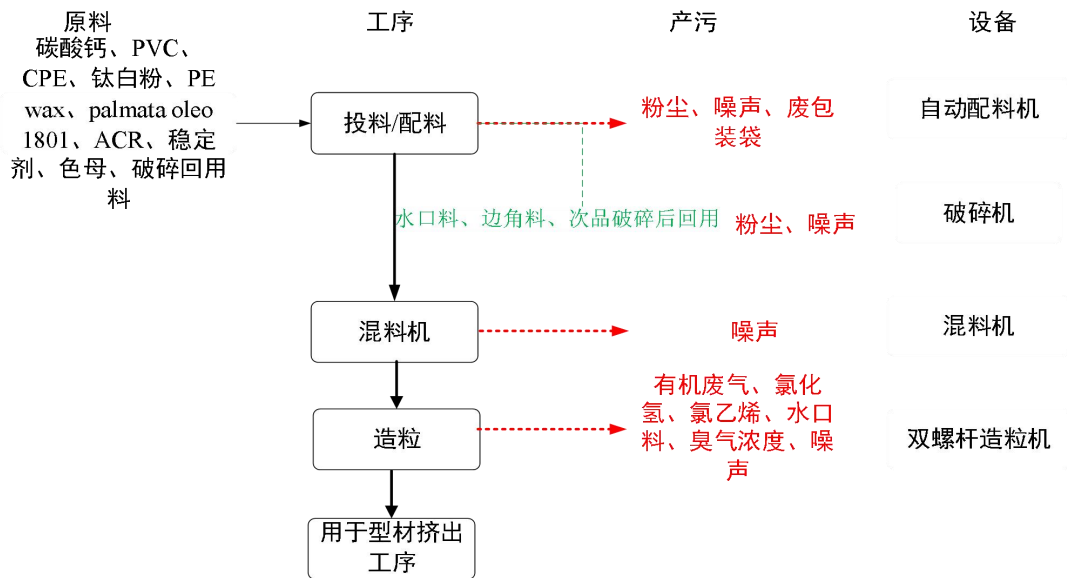 原料
工序
产污
设备
碳酸钙、PVC、
CPE、钛白粉、PE
wax、palmata oleo
1801、ACR、稳定
剂、色母、破碎回用
料
投料/配料
粉尘、噪声、废包
装袋
自动配料机
水口料、边角料、次品破碎后回用
粉尘、噪声
破碎机
混料机
噪声
混料机
造粒
有机废气、氯化
氢、氯乙烯、水口
料、臭气浓度、噪
声
双螺杆造粒机
用于型材挤出
工序